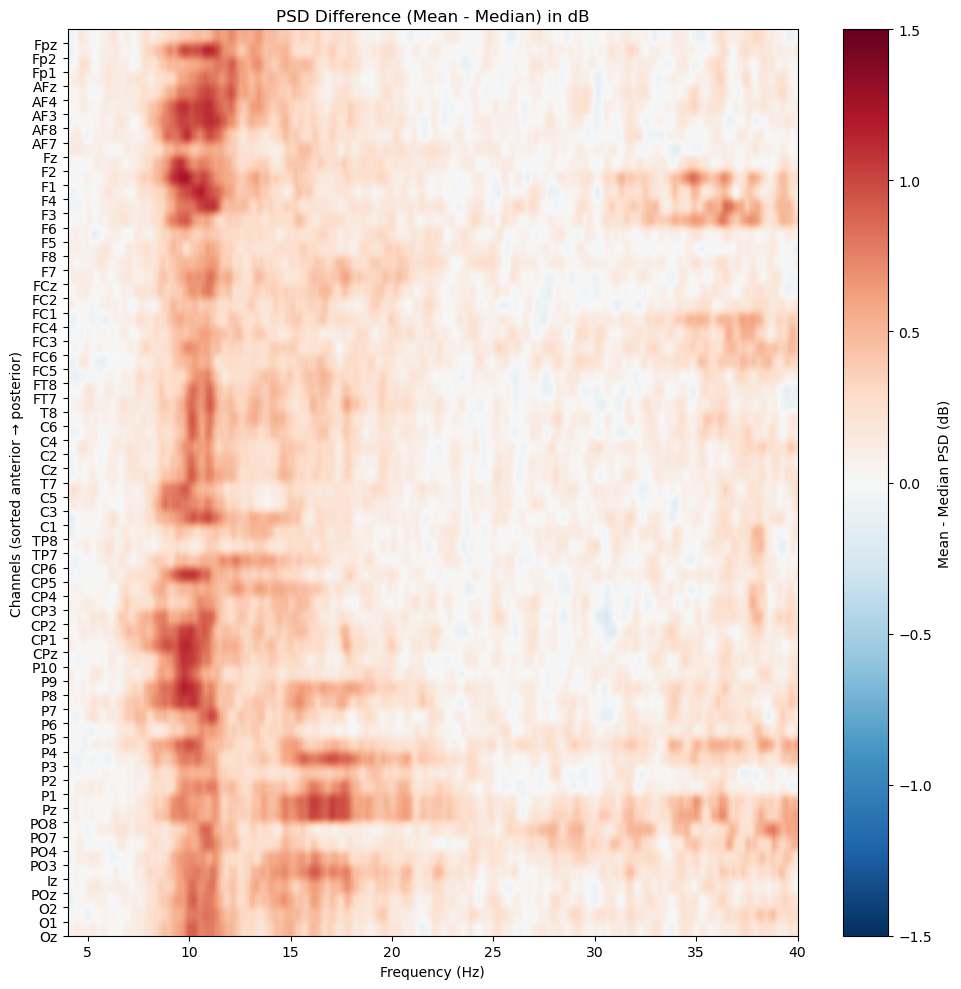 PSD Difference (Mean - Median) in dB
Channels (sorted anterior → posterior)
Fpz
Fp2
Fp1
AFz
AF4
AF3
AF8
AF7
Fz
F2
F1
F4
F3
F6
F5
F8
F7
FCz
FC2
FC1
FC4
FC3
FC6
FC5
FT8
FT7
T8
C6
C4
C2
Cz
T7
C5
C3
C1
TP8
TP7
CP6
CP5
CP4
CP3
CP2
CP1
CPz
P10
P9
P8
P7
P6
P5
P4
P3
P2
P1
Pz
PO8
PO7
PO4
PO3
Iz
POz
O2
O1
Oz
5 10 15 20 25 30 35 40
Frequency (Hz)
1.5
1.0
0.5
0.0
−0.5
−1.0
−1.5
Mean - Median PSD (dB)